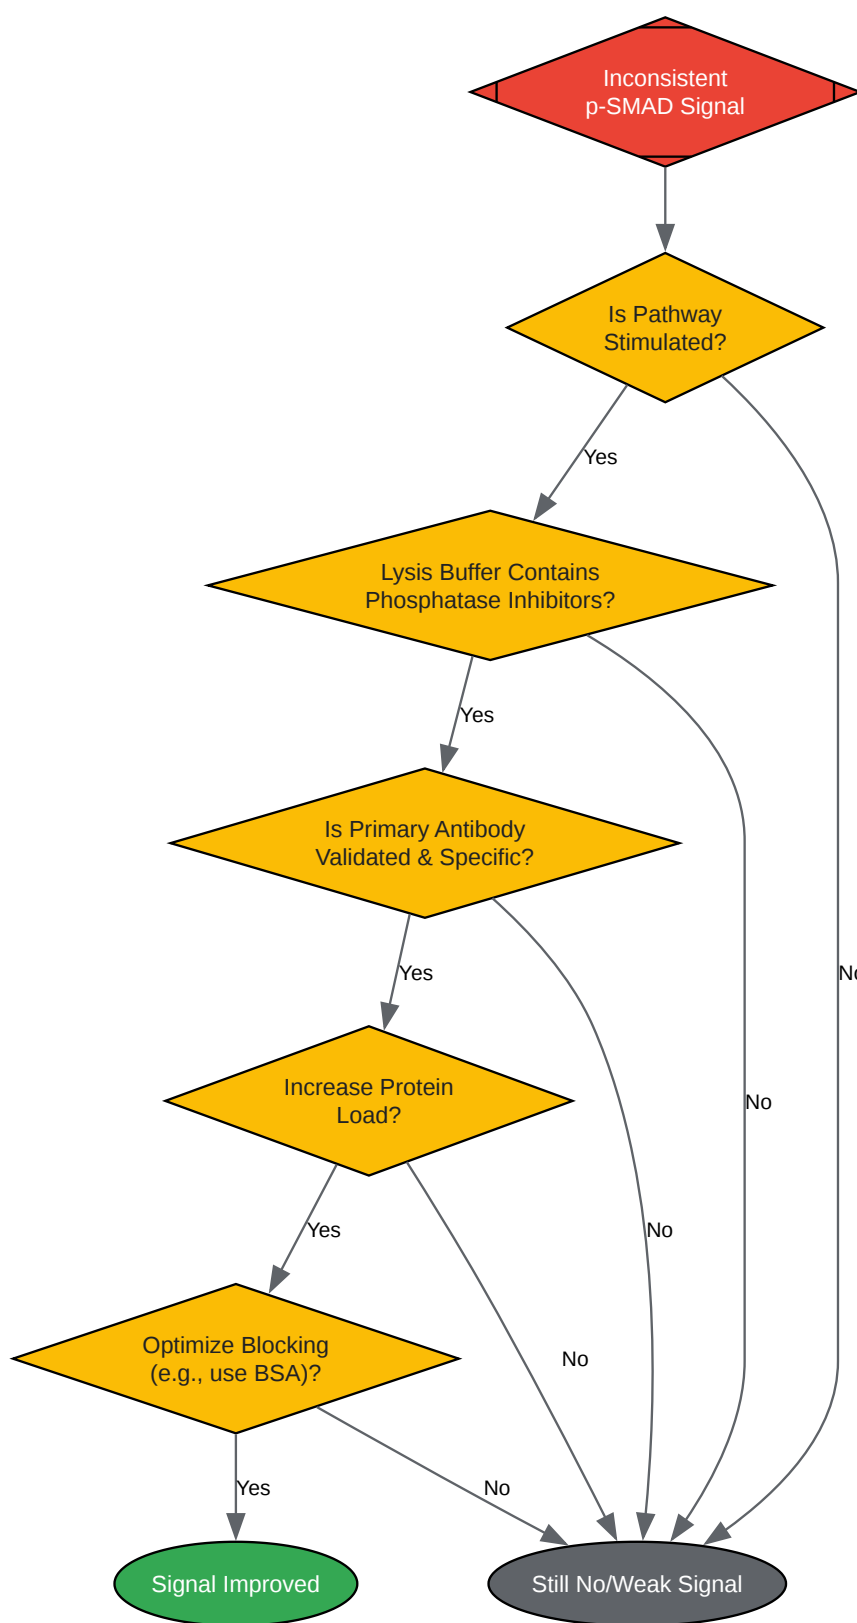 Inconsistent
p-SMAD Signal
Is Pathway
Stimulated?
Yes
Lysis Buffer Contains
Phosphatase Inhibitors?
Yes
Is Primary Antibody
Validated & Specific?
Yes
No
Increase Protein
Load?
No
Yes
No
Optimize Blocking
(e.g., use BSA)?
No
Yes
No
Signal Improved
Still No/Weak Signal